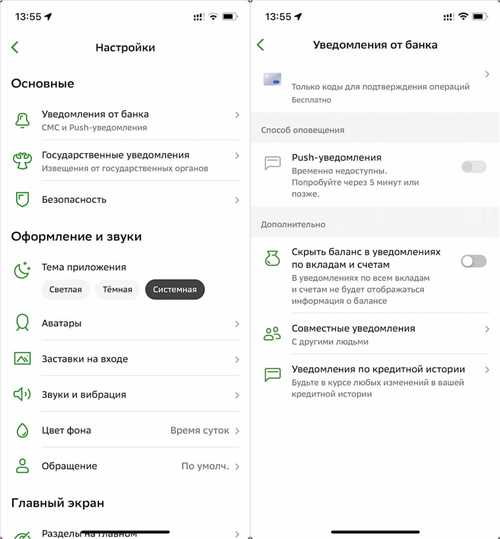 13:55
Настройки
Основные
Уведомления от банка
СМС и Push-уведомления
Государственные уведомления
Извещения от государственных органов
Безопасность
Оформление и звуки
Тема приложения
Светлая
Тёмная
Системная
Аватары
Заставки на входе
Звуки и вибрация
Цвет фона
Время суток
Обращение
По умолч.
Главный экран
Разделы на главном
13:55
Уведомления от банка
Только коды для подтверждения операций
Бесплатно
Способ оповещения
Push-уведомления
Временно недоступны.
Попробуйте через 5 минут или
позже.
Дополнительно
Скрыть баланс в уведомлениях
по вкладам и счетам
В уведомлениях по всем вкладам
и счетам не будет отображаться
информация о балансе
Совместные уведомления
С другими людьми
Уведомления по кредитной истории
Будьте в курсе любых изменений в вашей
кредитной истории